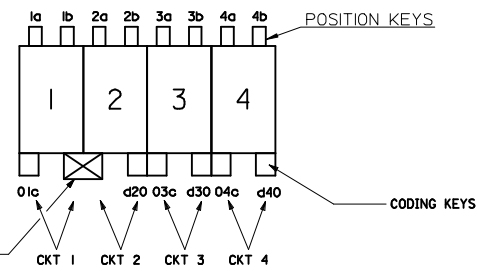 1a 1b 2a 2b 3a 3b 4a 4b POSITION KEYS
1 2 3 4
01c d20 03c d30 04c d40 CODING KEYS
CKT 1 CKT 2 CKT 3 CKT 4